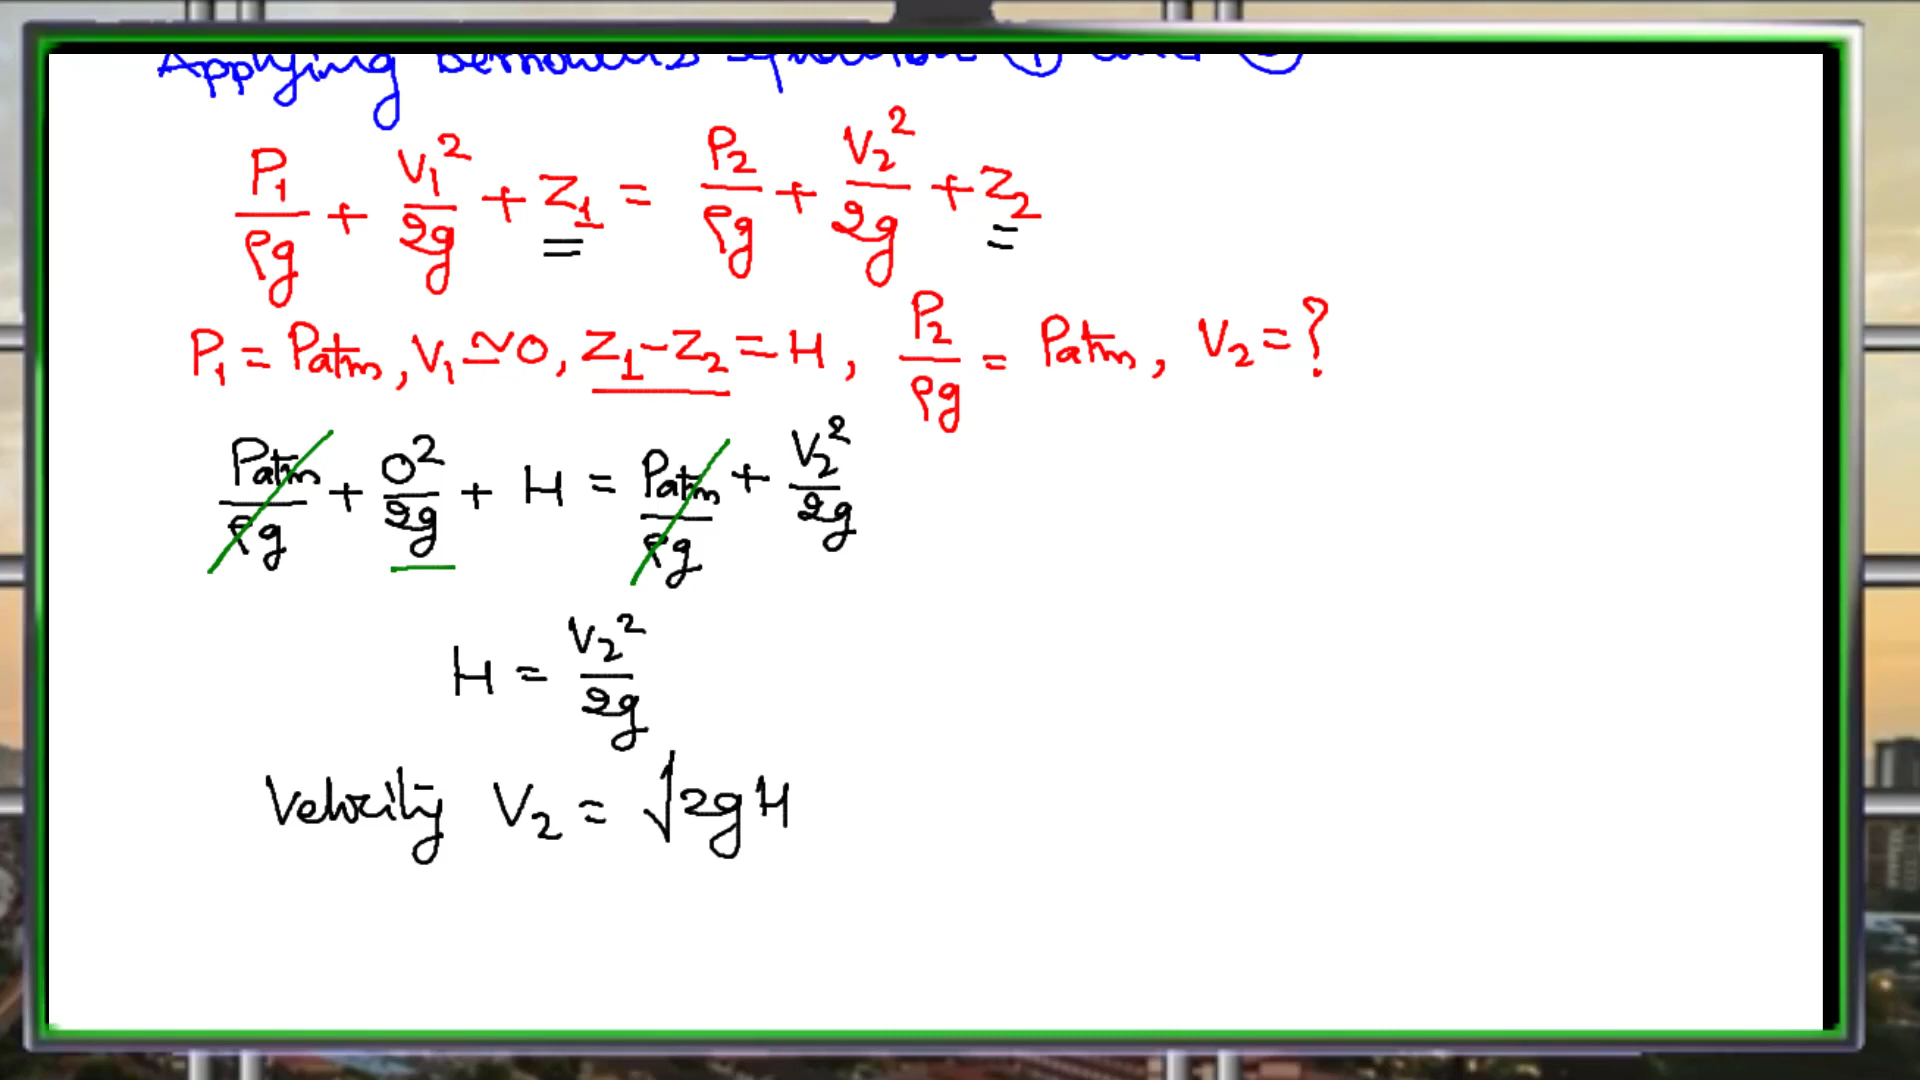 Applying Bernoulli's equation ① and ②
P₁/ρg + V₁²/2g + Z₁ = P₂/ρg + V₂²/2g + Z₂
P₁ = Patm, V₁ ≃ 0, Z₁-Z₂ = H, P₂/ρg = Patm, V₂ = ?
Patm/ρg + 0²/2g + H = Patm/ρg + V₂²/2g
H = V₂²/2g
Velocity V₂ = √2gH